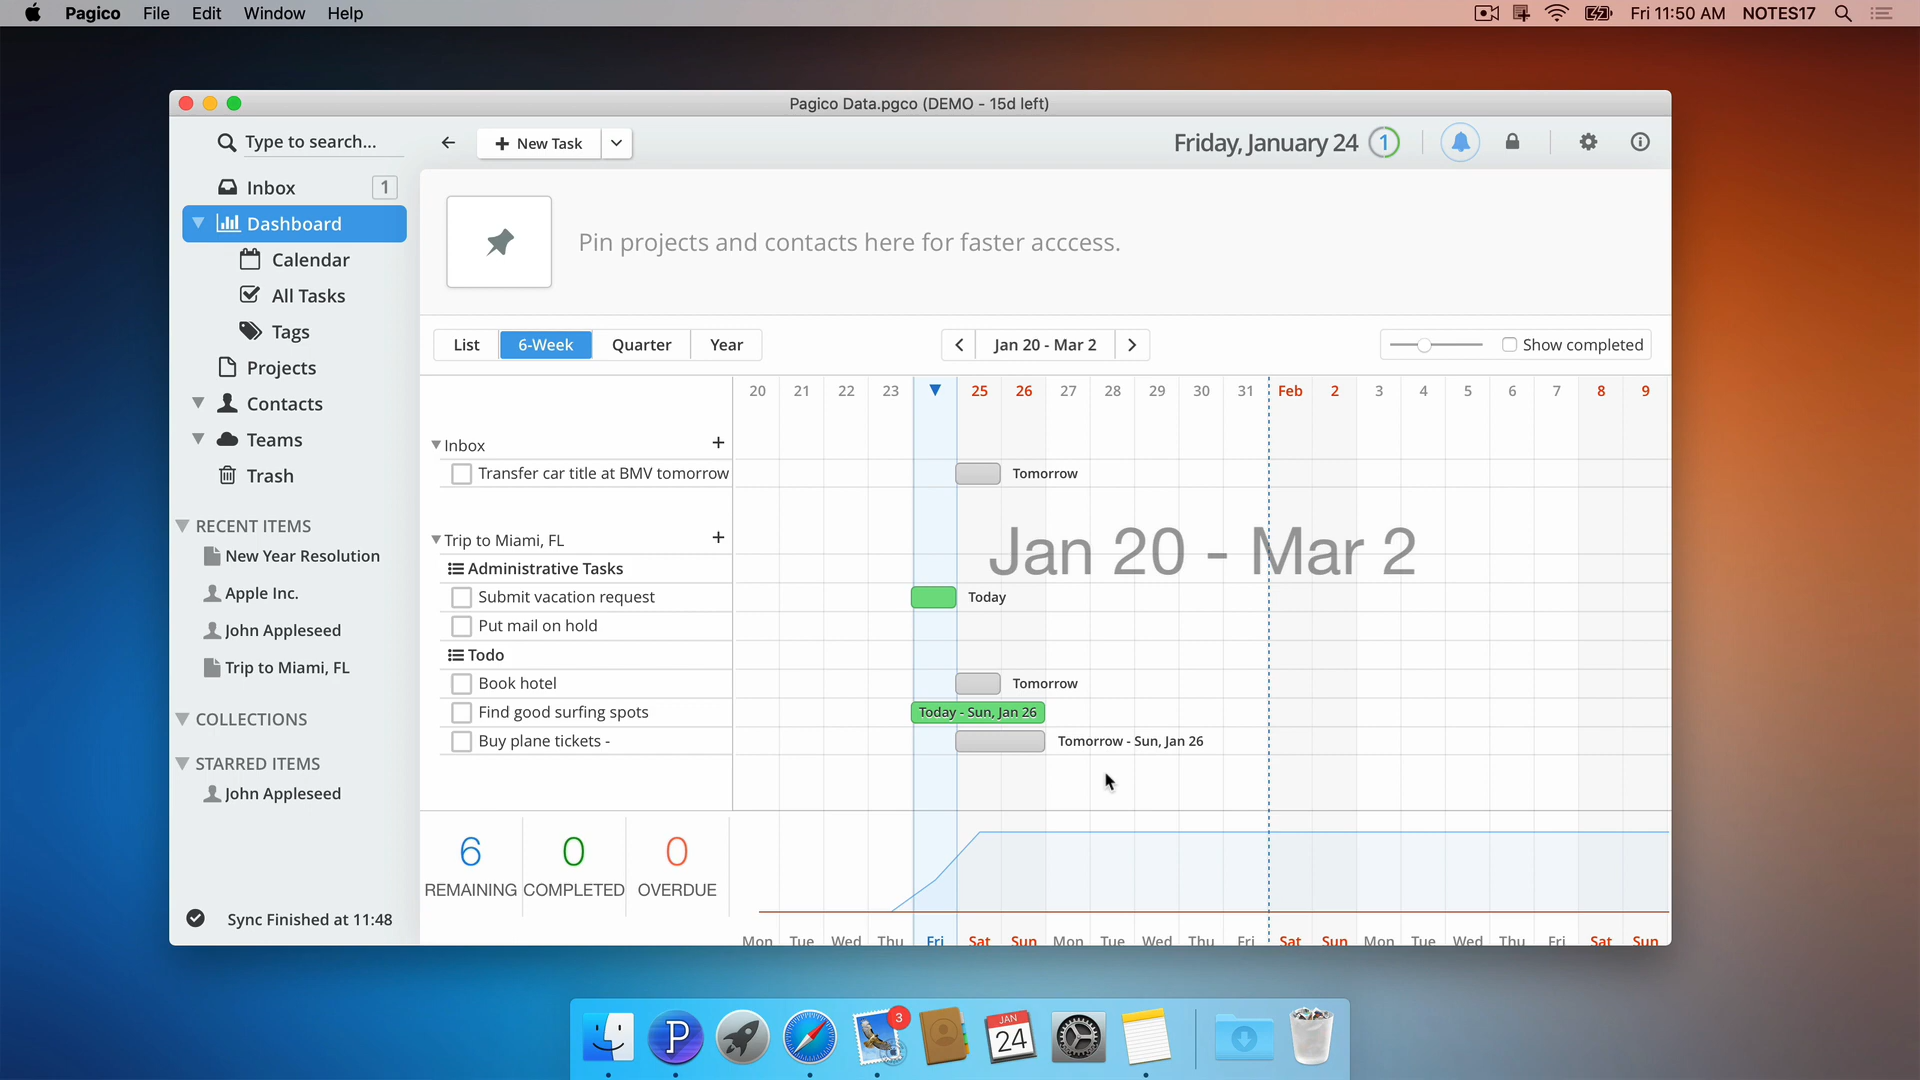 Pagico File Edit Window Help
Fri 11:50 AM NOTES17
Pagico Data.pgco (DEMO - 15d left)
Type to search...
+ New Task
Friday, January 24 1
Inbox 1
Dashboard
Calendar
All Tasks
Tags
Projects
Contacts
Teams
Trash
RECENT ITEMS
New Year Resolution
Apple Inc.
John Appleseed
Trip to Miami, FL
COLLECTIONS
STARRED ITEMS
John Appleseed
Sync Finished at 11:48
Pin projects and contacts here for faster acccess.
List 6-Week Quarter Year
Jan 20 - Mar 2
Show completed
20 21 22 23 25 26 27 28 29 30 31 Feb 2 3 4 5 6 7 8 9
Inbox +
Transfer car title at BMV tomorrow Tomorrow
Trip to Miami, FL +
Jan 20 - Mar 2
Administrative Tasks
Submit vacation request Today
Put mail on hold
Todo
Book hotel Tomorrow
Find good surfing spots Today - Sun, Jan 26
Buy plane tickets - Tomorrow - Sun, Jan 26
6 0 0
REMAINING COMPLETED OVERDUE
Mon Tue Wed Thu Fri Sat Sun Mon Tue Wed Thu Fri Sat Sun Mon Tue Wed Thu Fri Sat Sun
P
3
JAN
24